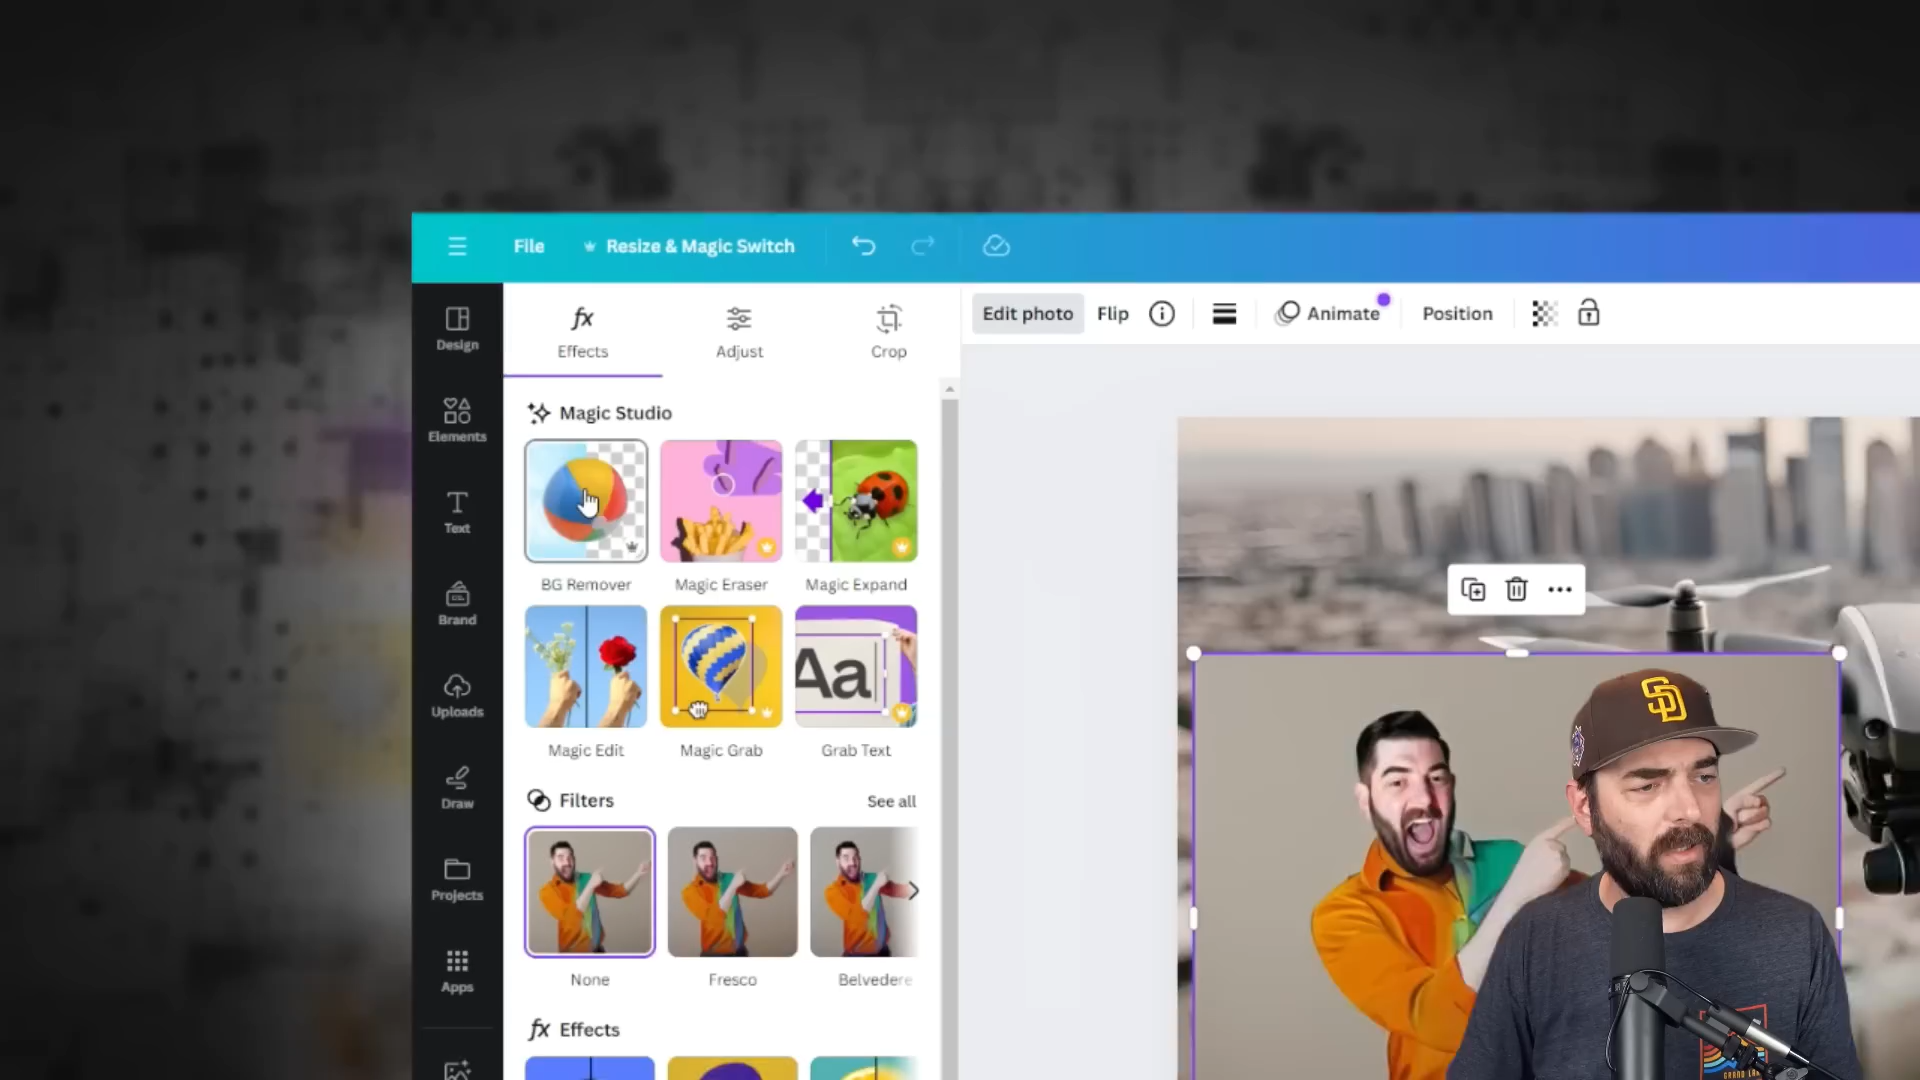 File
Resize & Magic Switch
Design
Elements
Text
Brand
Uploads
Draw
Projects
Apps
fx
Effects
Adjust
Crop
Edit photo
Flip
Animate
Position
Magic Studio
BG Remover
Magic Eraser
Magic Expand
Aa
Magic Edit
Magic Grab
Grab Text
Filters
See all
None
Fresco
Belvedere
fx Effects
SD